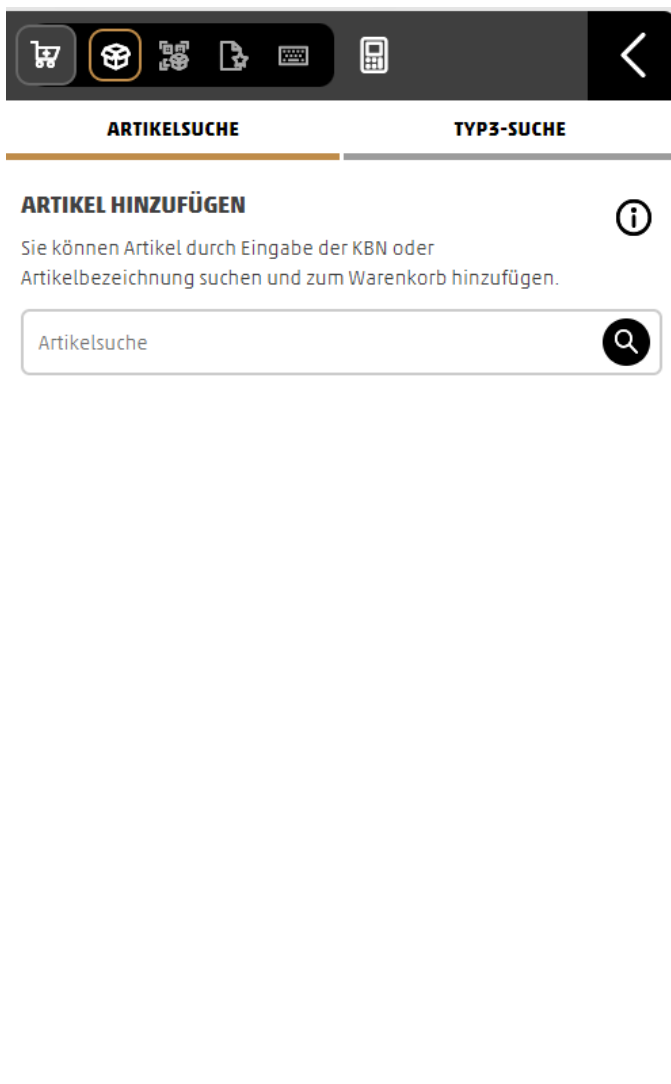 ARTIKELSUCHE
TYP3-SUCHE
ARTIKEL HINZUFÜGEN
Sie können Artikel durch Eingabe der KBN oder
Artikelbezeichnung suchen und zum Warenkorb hinzufügen.
Artikelsuche